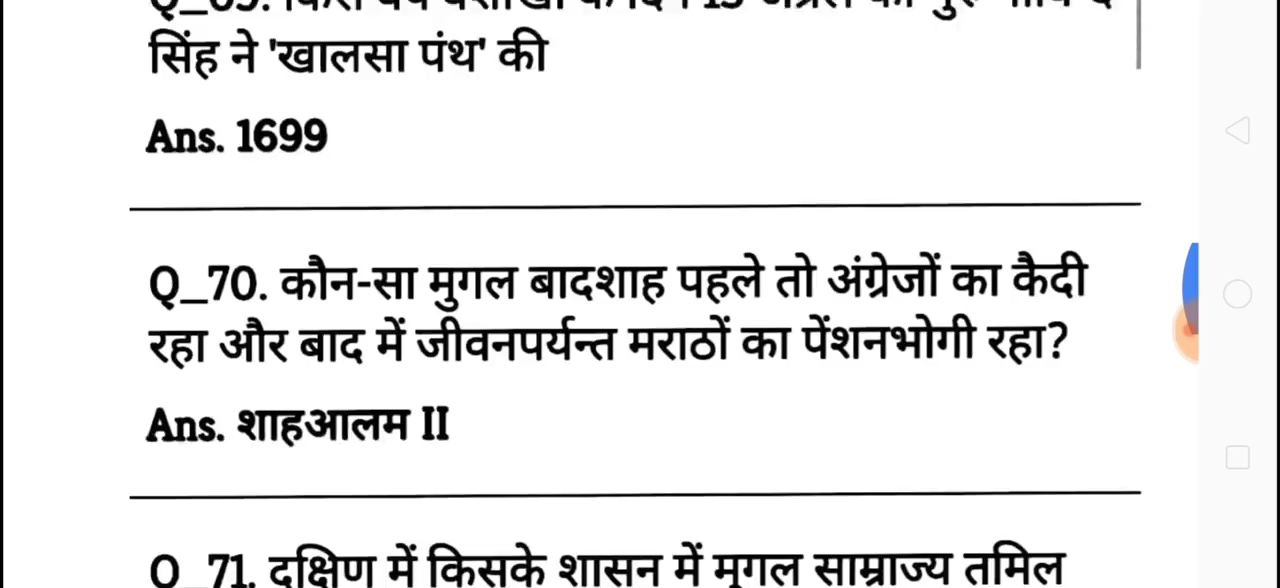 सिंह ने 'खालसा पंथ' की
Ans. 1699
Q_70. कौन-सा मुगल बादशाह पहले तो अंग्रेजों का कैदी
रहा और बाद में जीवनपर्यन्त मराठों का पेंशनभोगी रहा?
Ans. शाहआलम II
Q_71. दक्षिण में किसके शासन में मुगल साम्राज्य तमिल